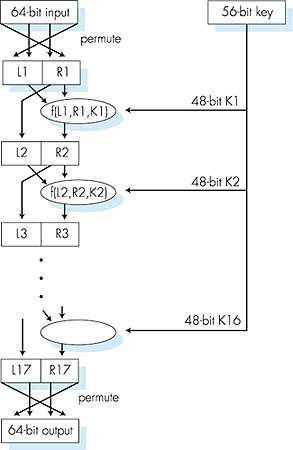 64-bit input
56-bit key
permute
L1 R1
48-bit K1
f(L1,R1,K1)
L2 R2
48-bit K2
f(L2,R2,K2)
L3 R3
48-bit K16
L17 R17
permute
64-bit output